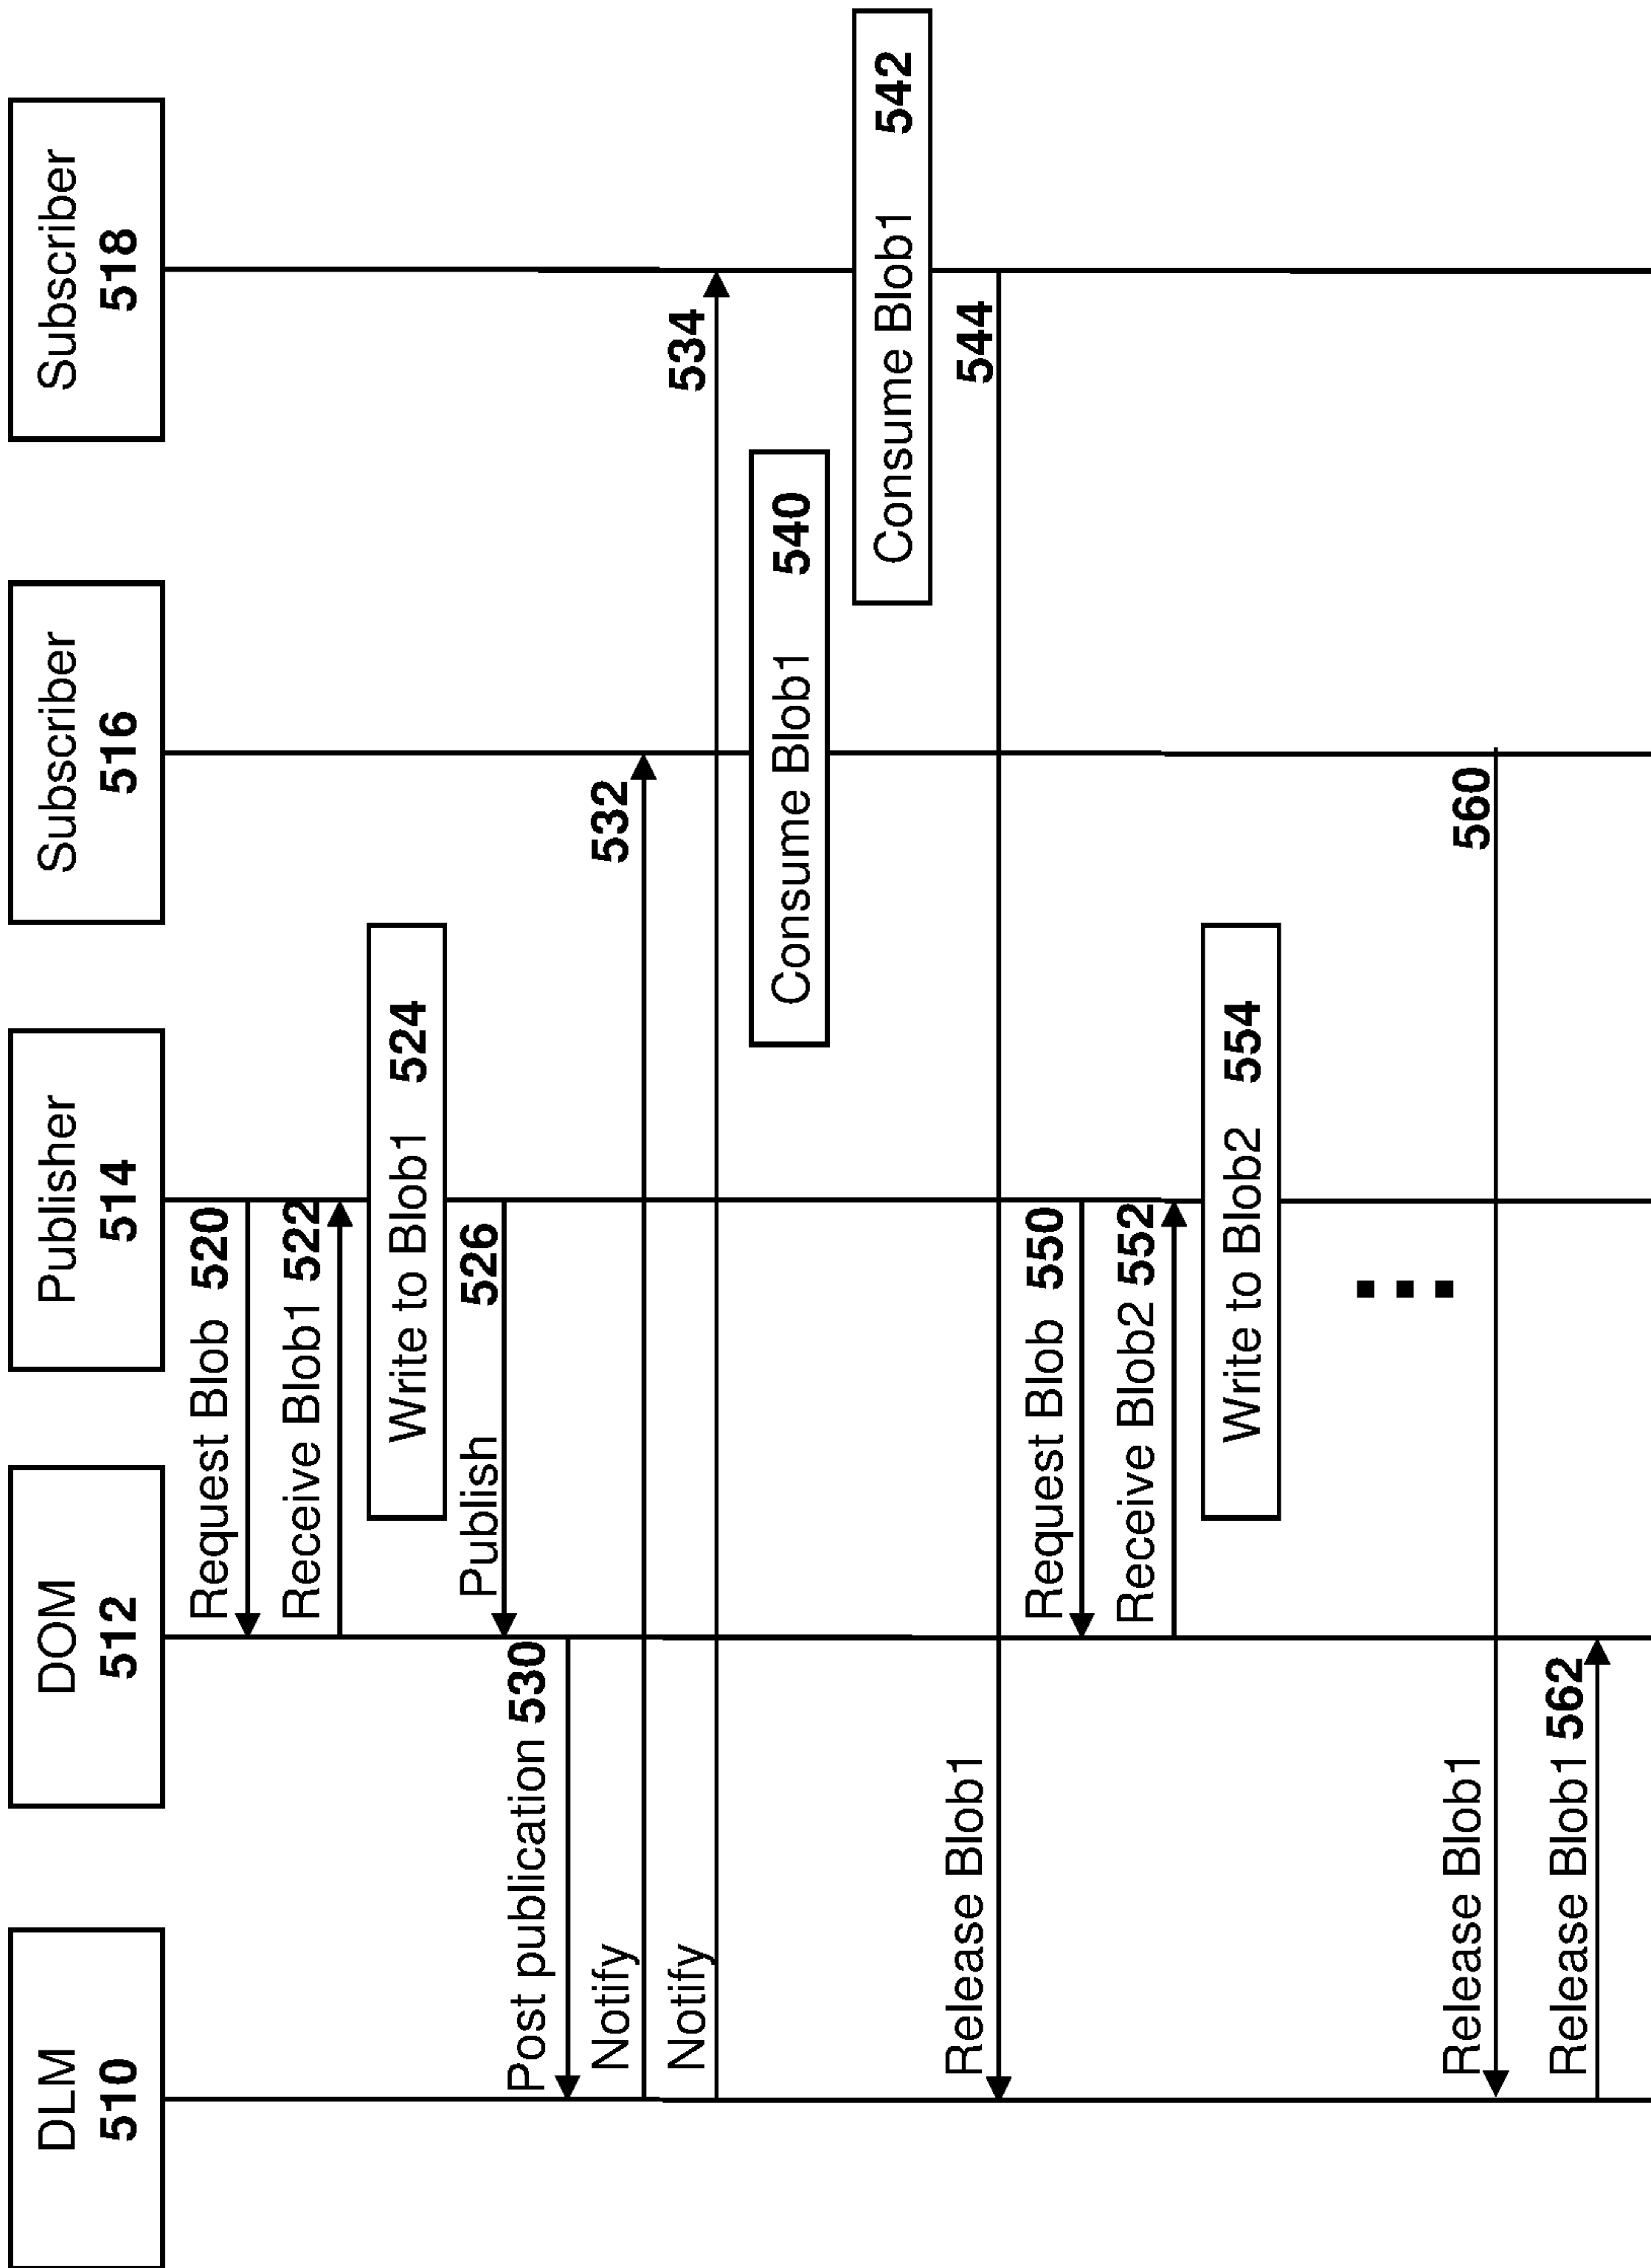 DLM
510
DOM
512
Publisher
514
Subscriber
516
Subscriber
518
Request Blob 520
Receive Blob1 522
Write to Blob1 524
Publish 526
Post publication 530
Notify 532
Notify 534
Consume Blob1 540
Consume Blob1 542
Release Blob1 544
Request Blob 550
Receive Blob2 552
Write to Blob2 554
Release Blob1 560
Release Blob1 562